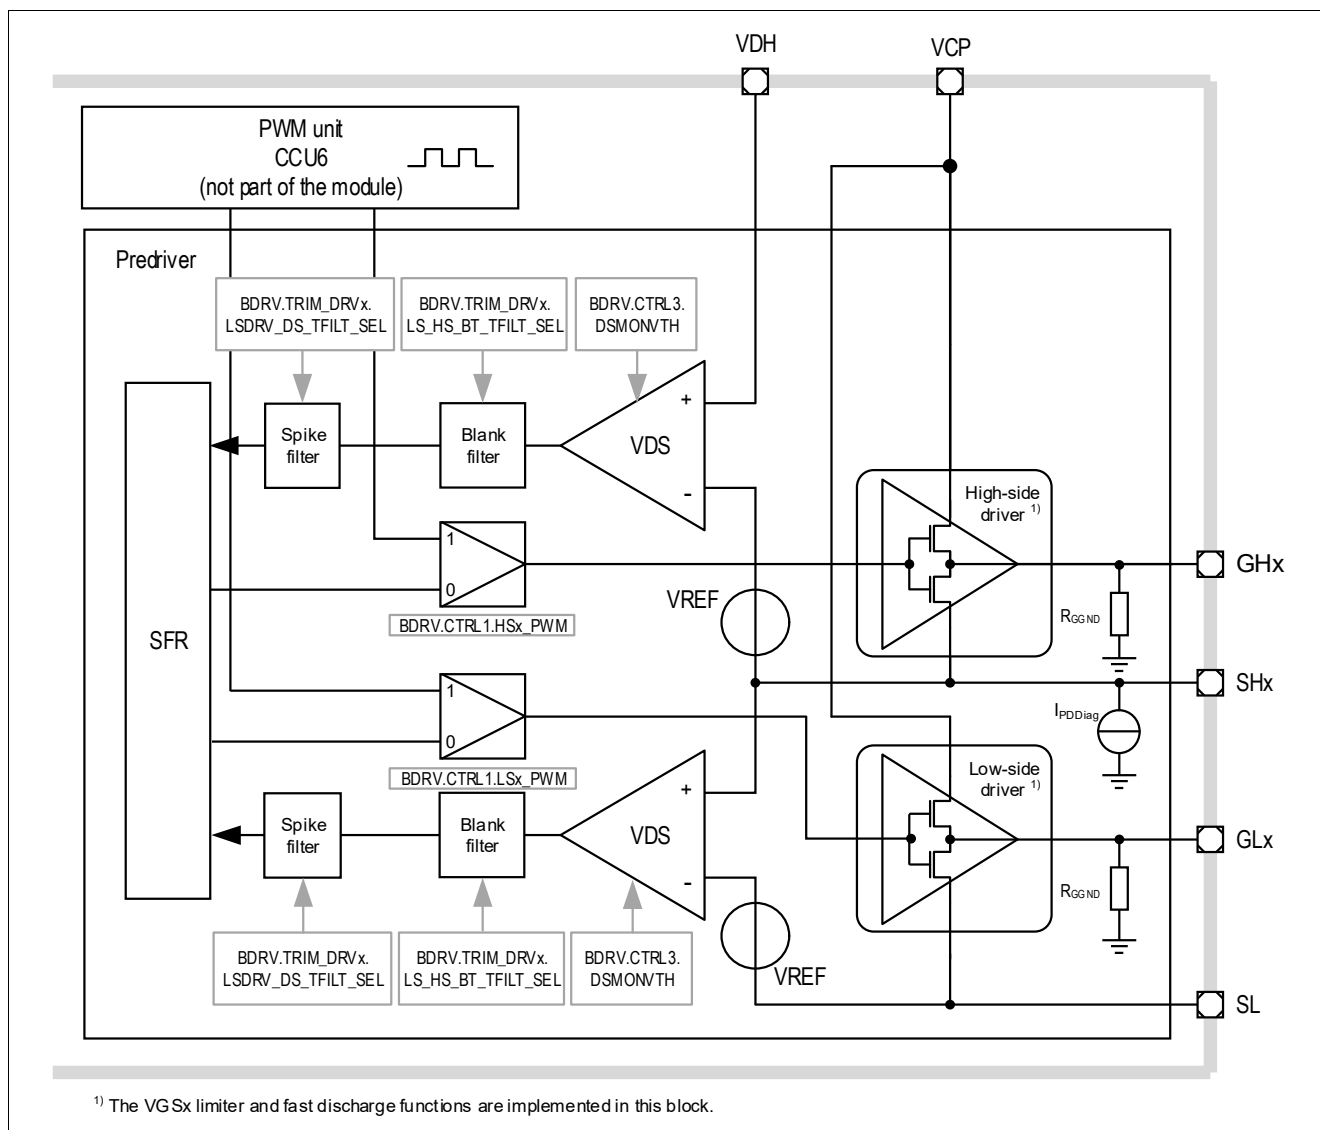 VDH
VCP
PWM unit
CCU6
(not part of the module)
Predriver
BDRV.TRIM_DRVx.
LSDRV_DS_TFILT_SEL
BDRV.TRIM_DRVx.
LS_HS_BT_TFILT_SEL
BDRV.CTRL3.
DSMONVTH
+
Spike
filter
Blank
filter
VDS
-
High-side
driver 1)
1
0
GHx
VREF
RGGND
BDRV.CTRL1.HSx_PWM
SFR
SHx
1
0
IPDDiag
BDRV.CTRL1.LSx_PWM
Low-side
driver 1)
+
Spike
filter
Blank
filter
VDS
-
GLx
RGGND
BDRV.TRIM_DRVx.
LSDRV_DS_TFILT_SEL
BDRV.TRIM_DRVx.
LS_HS_BT_TFILT_SEL
BDRV.CTRL3.
DSMONVTH
VREF
SL
1) The VGSx limiter and fast discharge functions are implemented in this block.